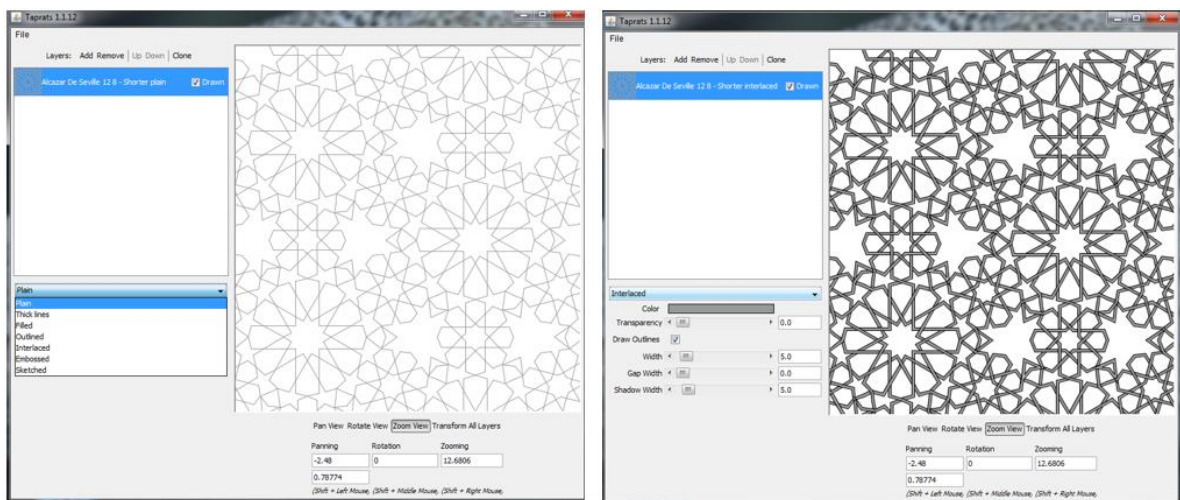 Taprats 1.1.12
File
Layers: Add Remove | Up Down | Clone
Alcazar De Seville 12 8 - Shorter plain Drawn
Plain
Plain
Thick lines
Filled
Outlined
Interlaced
Embossed
Sketched
Pan View Rotate View Zoom View Transform All Layers
Panning Rotation Zooming
-2.48 0 12.6806
0.78774
(Shift + Left Mouse, (Shift + Middle Mouse, (Shift + Right Mouse,
Taprats 1.1.12
File
Layers: Add Remove | Up Down | Clone
Alcazar De Seville 12 8 - Shorter interlaced Drawn
Interlaced
Color
Transparency 0.0
Draw Outlines
Width 5.0
Gap Width 0.0
Shadow Width 5.0
Pan View Rotate View Zoom View Transform All Layers
Panning Rotation Zooming
-2.48 0 12.6806
0.78774
(Shift + Left Mouse, (Shift + Middle Mouse, (Shift + Right Mouse,